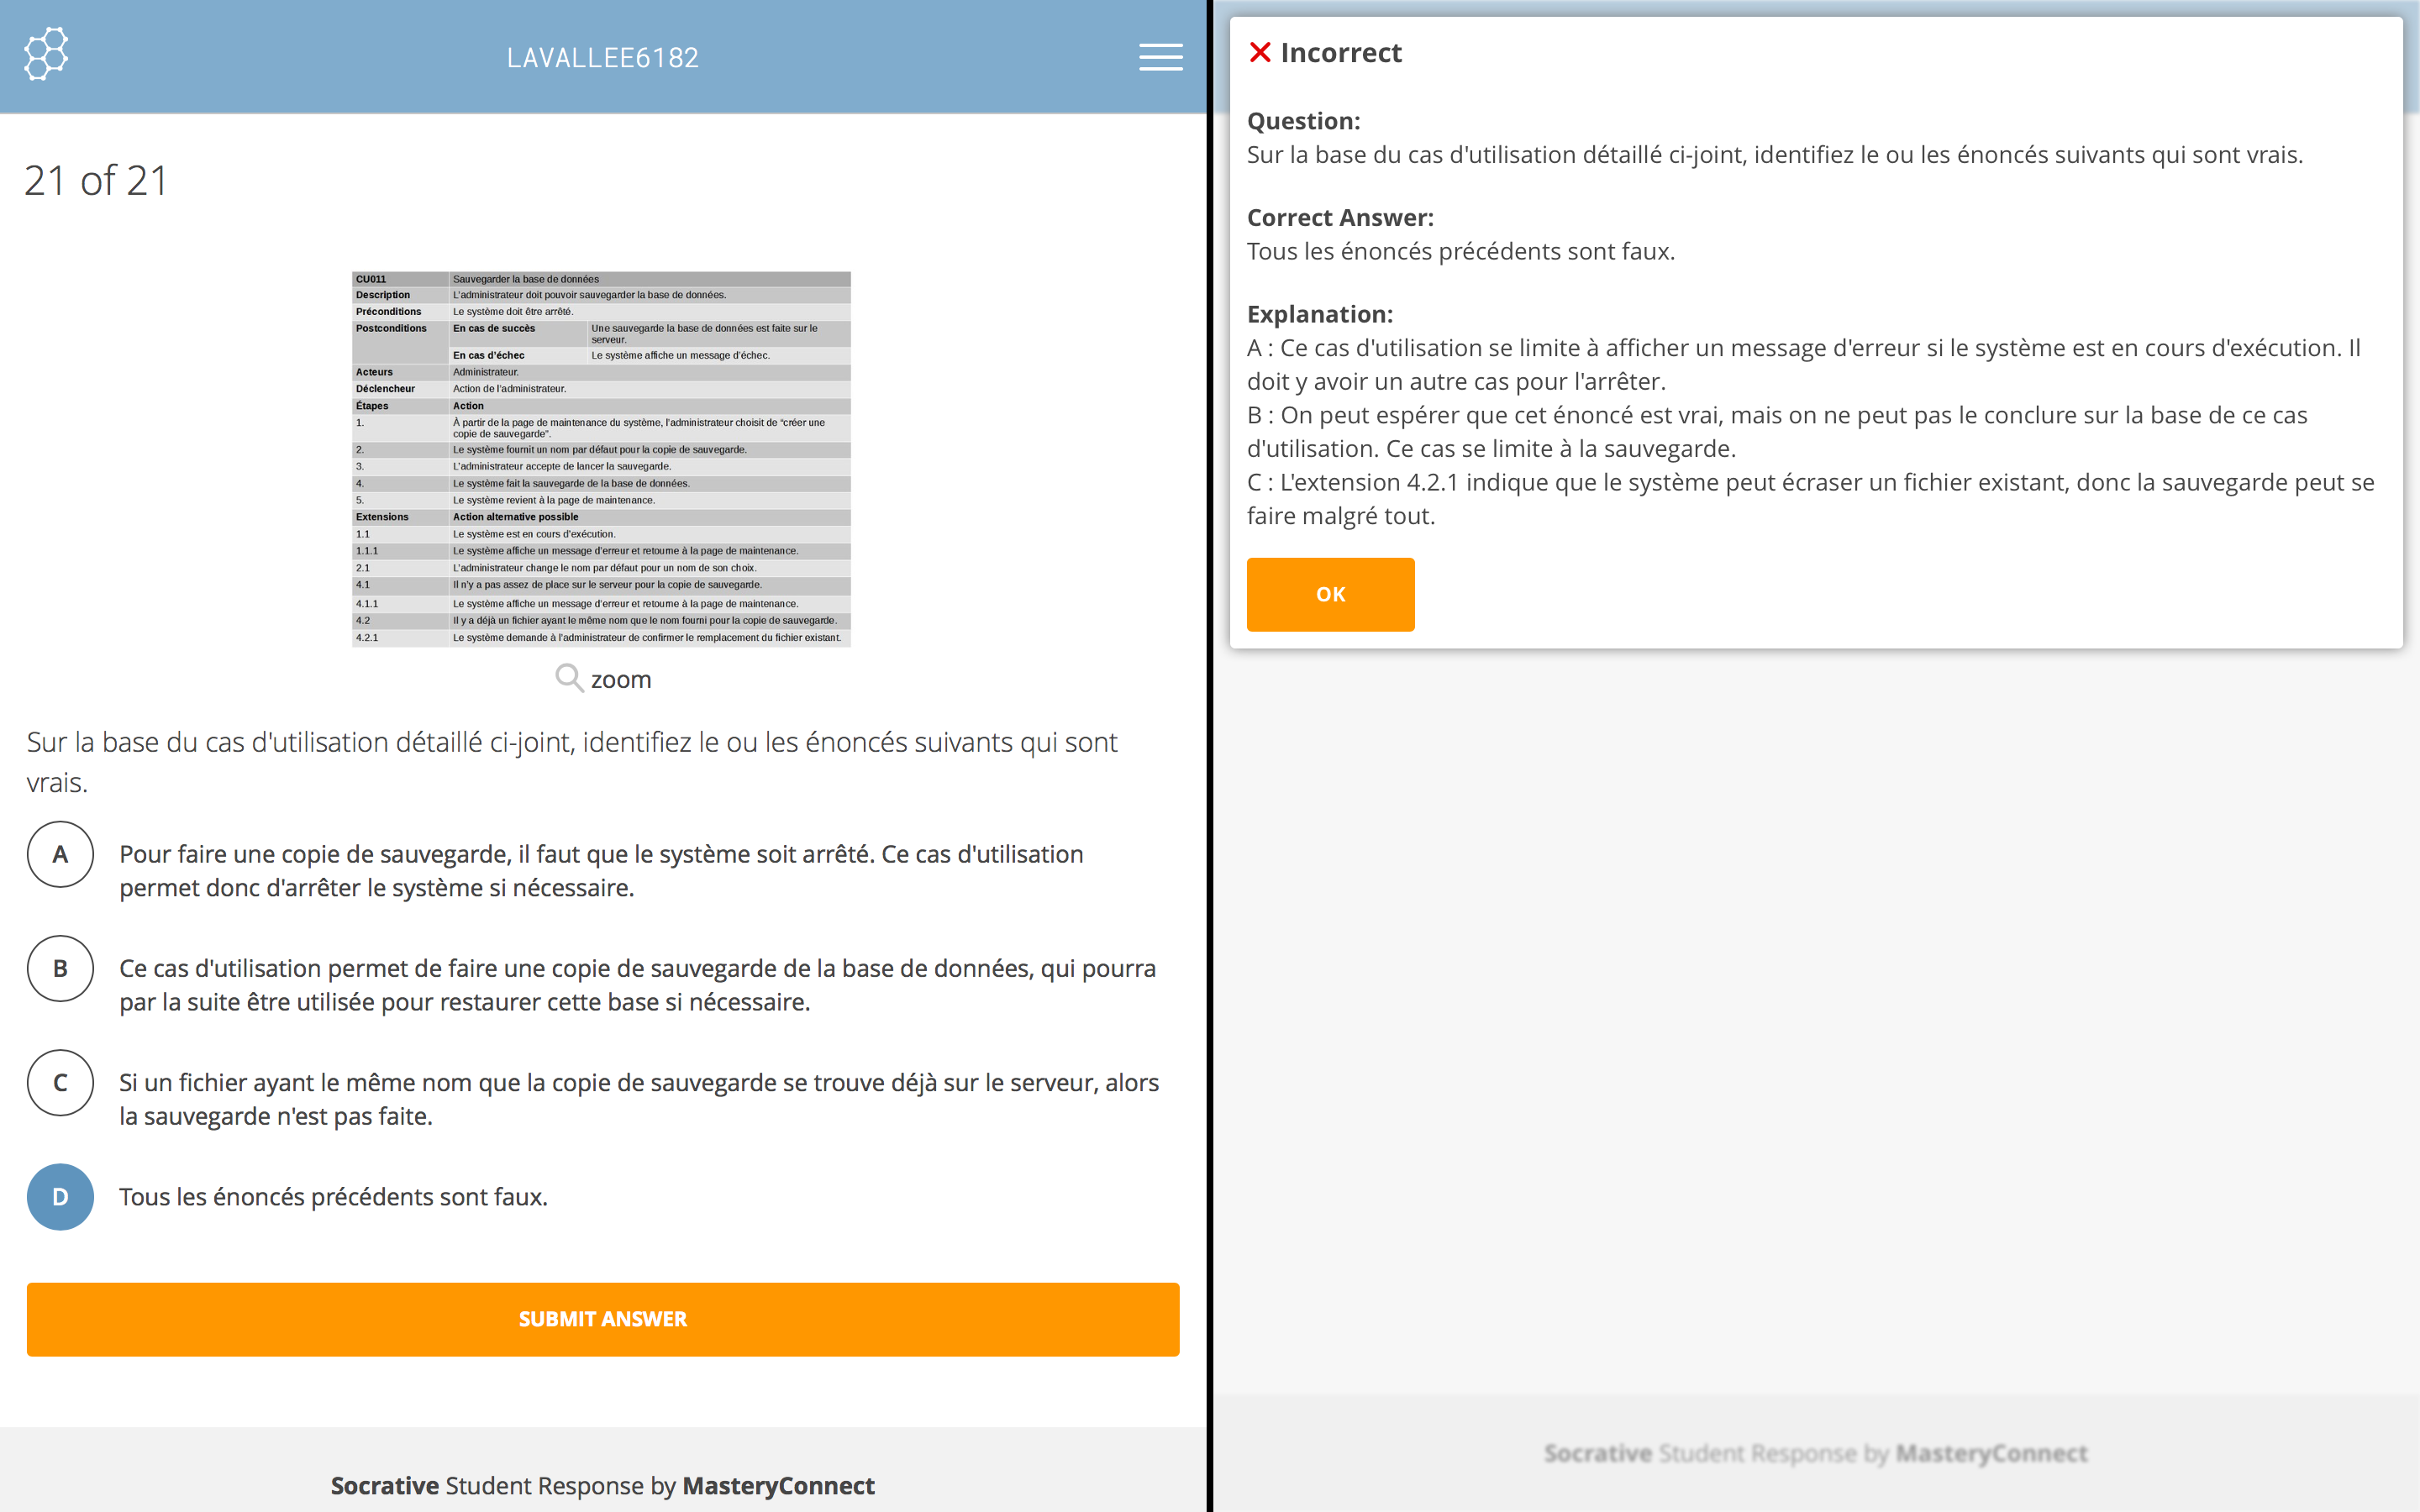 LAVALLEE6182
21 of 21
CU011 Sauvegarder la base de données
Description L'administrateur doit pouvoir sauvegarder la base de données.
Préconditions Le système doit être arrêté.
Postconditions En cas de succès Une sauvegarde la base de données est faite sur le
serveur.
En cas d'échec Le système affiche un message d'échec.
Acteurs Administrateur.
Déclencheur Action de l'administrateur.
Étapes Action
1. À partir de la page de maintenance du système, l'administrateur choisit de "créer une
copie de sauvegarde".
2. Le système fournit un nom par défaut pour la copie de sauvegarde.
3. L'administrateur accepte de lancer la sauvegarde.
4. Le système fait la sauvegarde de la base de données.
5. Le système revient à la page de maintenance.
Extensions Action alternative possible
1.1 Le système est en cours d'exécution.
1.1.1 Le système affiche un message d'erreur et retourne à la page de maintenance.
2.1 L'administrateur change le nom par défaut pour un nom de son choix.
4.1 Il n'y a pas assez de place sur le serveur pour la copie de sauvegarde.
4.1.1 Le système affiche un message d'erreur et retourne à la page de maintenance.
4.2 Il y a déjà un fichier ayant le même nom que le nom fourni pour la copie de sauvegarde.
4.2.1 Le système demande à l'administrateur de confirmer le remplacement du fichier existant.
zoom
Sur la base du cas d'utilisation détaillé ci-joint, identifiez le ou les énoncés suivants qui sont
vrais.
A Pour faire une copie de sauvegarde, il faut que le système soit arrêté. Ce cas d'utilisation
permet donc d'arrêter le système si nécessaire.
B Ce cas d'utilisation permet de faire une copie de sauvegarde de la base de données, qui pourra
par la suite être utilisée pour restaurer cette base si nécessaire.
C Si un fichier ayant le même nom que la copie de sauvegarde se trouve déjà sur le serveur, alors
la sauvegarde n'est pas faite.
D Tous les énoncés précédents sont faux.
SUBMIT ANSWER
Socrative Student Response by MasteryConnect
Incorrect
Question:
Sur la base du cas d'utilisation détaillé ci-joint, identifiez le ou les énoncés suivants qui sont vrais.
Correct Answer:
Tous les énoncés précédents sont faux.
Explanation:
A : Ce cas d'utilisation se limite à afficher un message d'erreur si le système est en cours d'exécution. Il
doit y avoir un autre cas pour l'arrêter.
B : On peut espérer que cet énoncé est vrai, mais on ne peut pas le conclure sur la base de ce cas
d'utilisation. Ce cas se limite à la sauvegarde.
C : L'extension 4.2.1 indique que le système peut écraser un fichier existant, donc la sauvegarde peut se
faire malgré tout.
OK
Socrative Student Response by MasteryConnect